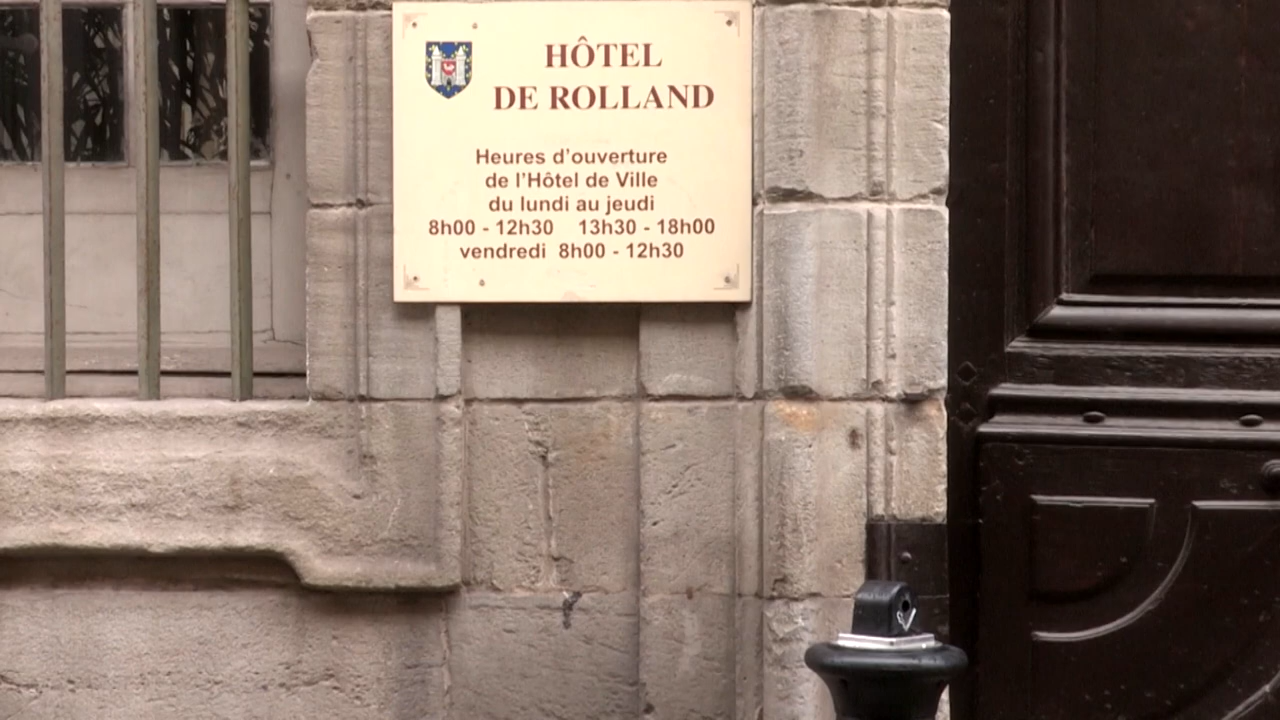 HÔTEL
DE ROLLAND
Heures d’ouverture
de l’Hôtel de Ville
du lundi au jeudi
8h00 - 12h30 13h30 - 18h00
vendredi 8h00 - 12h30